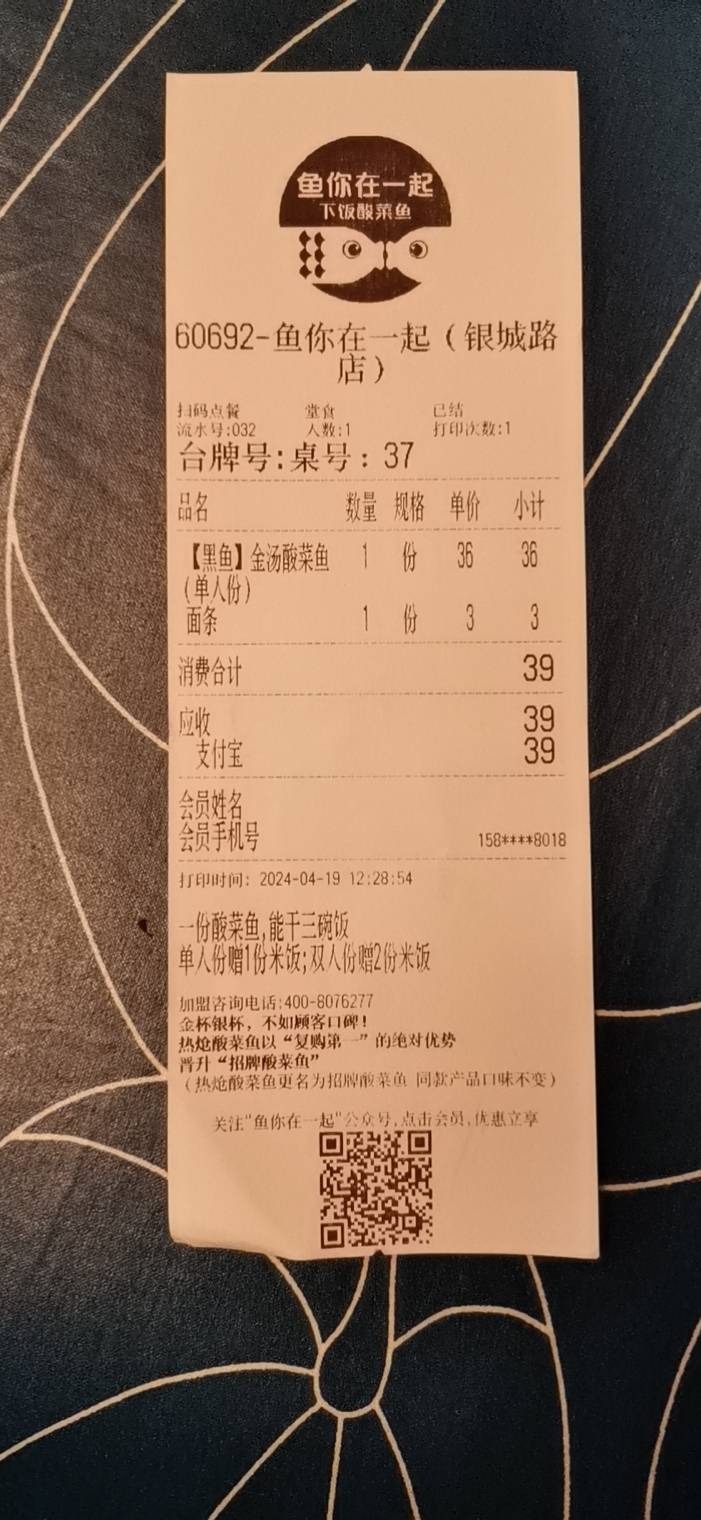 鱼你在一起
下饭酸菜鱼
60692-鱼你在一起（银城路
店）
扫码点餐 堂食 已结
流水号:032 人数:1 打印次数:1
台牌号:桌号：37
品名 数量 规格 单价 小计
【黑鱼】金汤酸菜鱼 1 份 36 36
(单人份)
面条 1 份 3 3
消费合计 39
应收 39
支付宝 39
会员姓名
会员手机号 158****8018
打印时间: 2024-04-19 12:28:54
一份酸菜鱼,能干三碗饭
单人份赠1份米饭;双人份赠2份米饭
加盟咨询电话:400-8076277
金杯银杯，不如顾客口碑！
热炝酸菜鱼以“复购第一”的绝对优势
晋升“招牌酸菜鱼”
（热炝酸菜鱼更名为招牌酸菜鱼 同款产品口味不变）
关注"鱼你在一起"公众号,点击会员,优惠立享